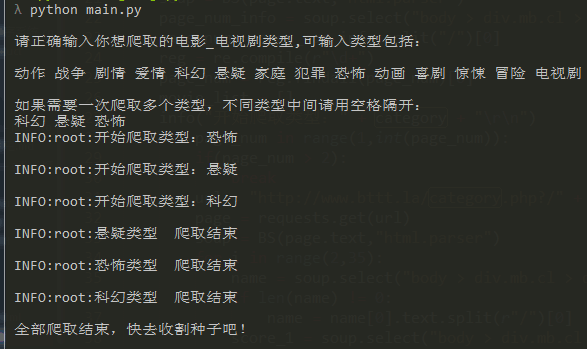 λ python main.py
请正确输入你想爬取的电影_电视剧类型,可输入类型包括:
动作 战争 剧情 爱情 科幻 悬疑 家庭 犯罪 恐怖 动画 喜剧 惊悚 冒险 电视剧
如果需要一次爬取多个类型，不同类型中间请用空格隔开:
科幻 悬疑 恐怖
INFO:root:开始爬取类型：恐怖
INFO:root:开始爬取类型：悬疑
INFO:root:开始爬取类型：科幻
INFO:root:悬疑类型 爬取结束
INFO:root:恐怖类型 爬取结束
INFO:root:科幻类型 爬取结束
全部爬取结束，快去收割种子吧！